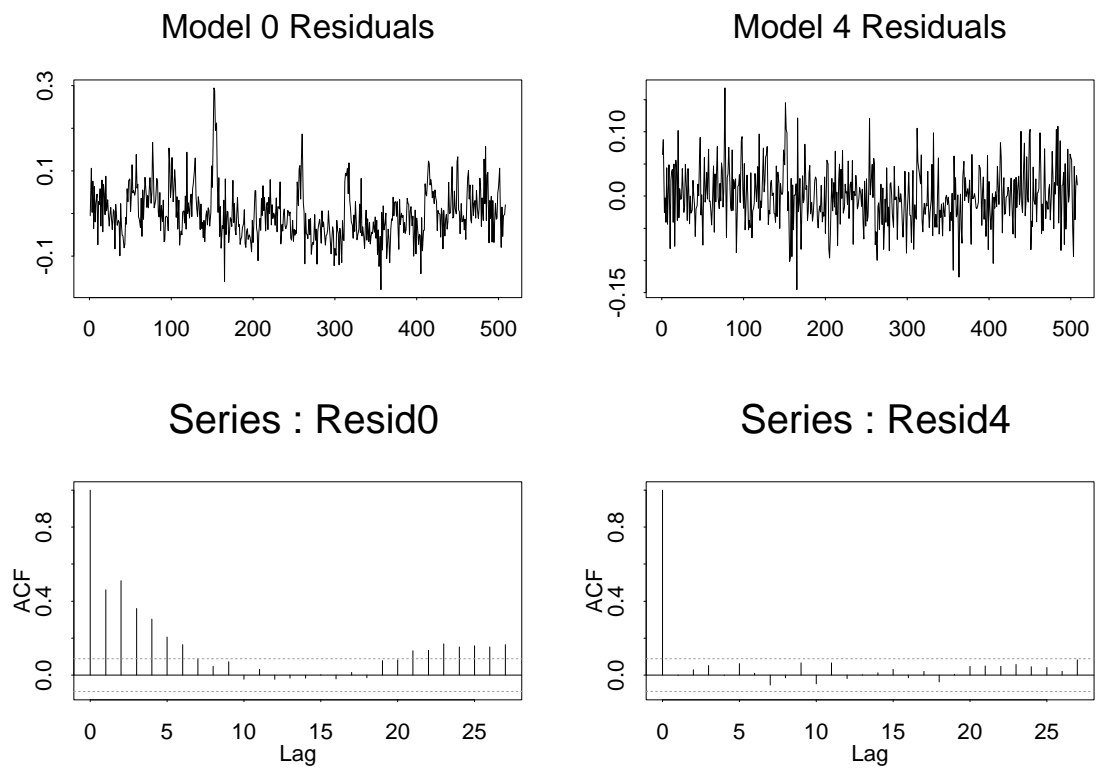 Model 0 Residuals
0.3
0.1
-0.1
0 100 200 300 400 500
Model 4 Residuals
0.10
0.0
-0.15
0 100 200 300 400 500
Series : Resid0
ACF
0.8
0.4
0.0
0 5 10 15 20 25
Lag
Series : Resid4
ACF
0.8
0.4
0.0
0 5 10 15 20 25
Lag